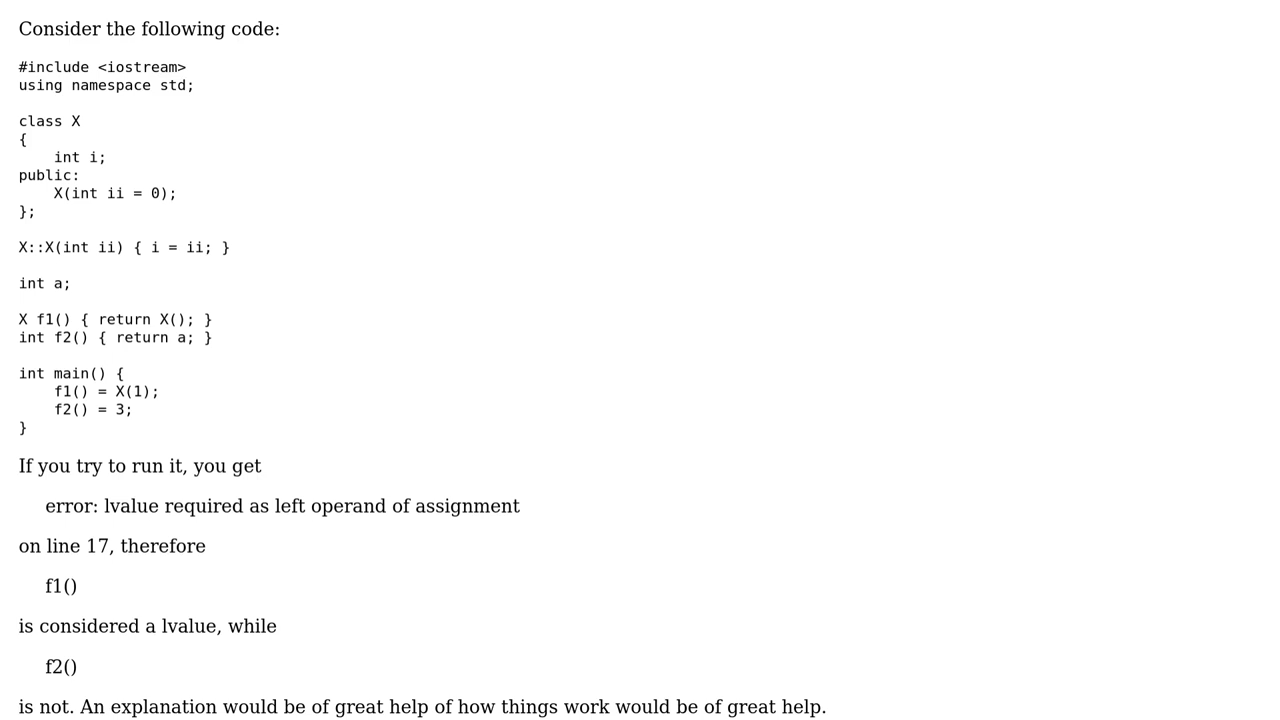 Consider the following code:
#include <iostream>
using namespace std;
class X
{
    int i;
public:
    X(int ii = 0);
};
X::X(int ii) { i = ii; }
int a;
X f1() { return X(); }
int f2() { return a; }
int main() {
    f1() = X(1);
    f2() = 3;
}
If you try to run it, you get
error: lvalue required as left operand of assignment
on line 17, therefore
f1()
is considered a lvalue, while
f2()
is not. An explanation would be of great help of how things work would be of great help.